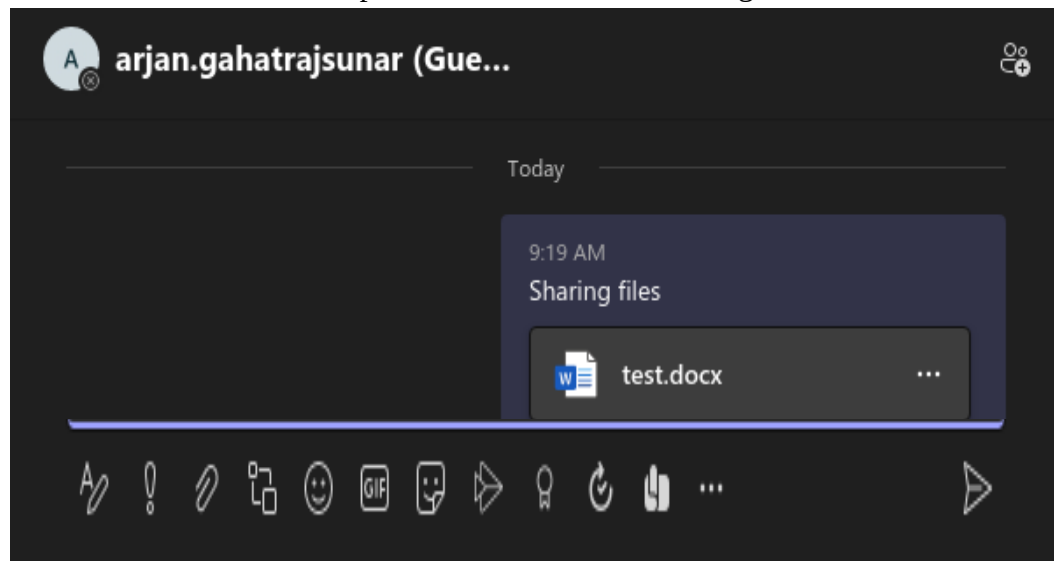 A arjan.gahatrajsunar (Gue...
Today
9:19 AM
Sharing files
W test.docx ...
GIF ...